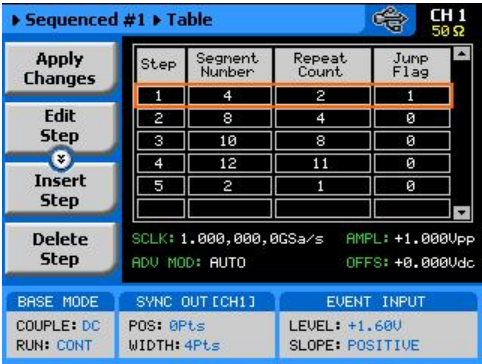 ▸ Sequenced #1 ▸ Table
CH 1
50 Ω
Apply
Changes
Edit
Step
Insert
Step
Delete
Step
Step Segment Number Repeat Count Jump Flag
1 4 2 1
2 8 4 0
3 10 8 0
4 12 11 0
5 2 1 0
SCLK: 1.000,000,0GSa/s AMPL: +1.000Vpp
ADV MOD: AUTO OFFS: +0.000Vdc
BASE MODE SYNC OUT [CH1] EVENT INPUT
COUPLE: DC POS: 0Pts LEVEL: +1.60V
RUN: CONT WIDTH: 4Pts SLOPE: POSITIVE